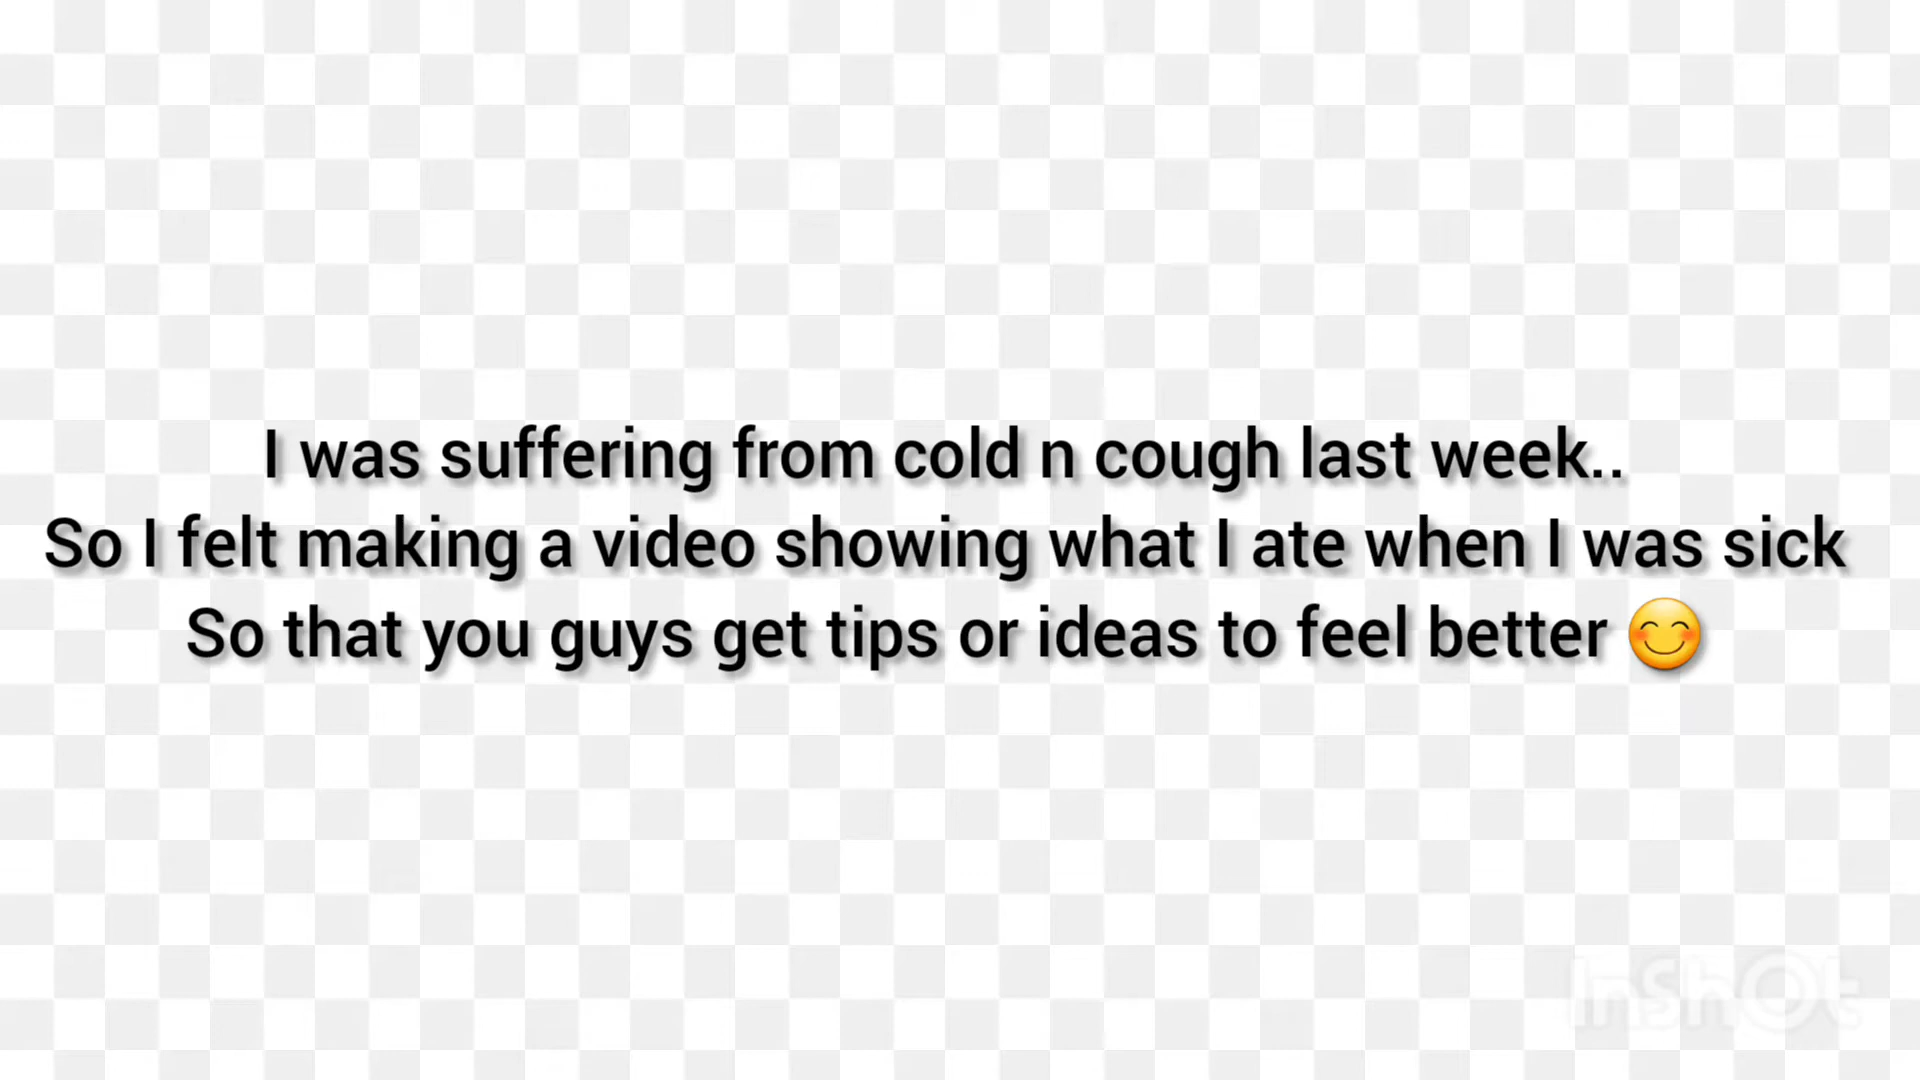 I was suffering from cold n cough last week..
So I felt making a video showing what I ate when I was sick
So that you guys get tips or ideas to feel better 😊
InShOt